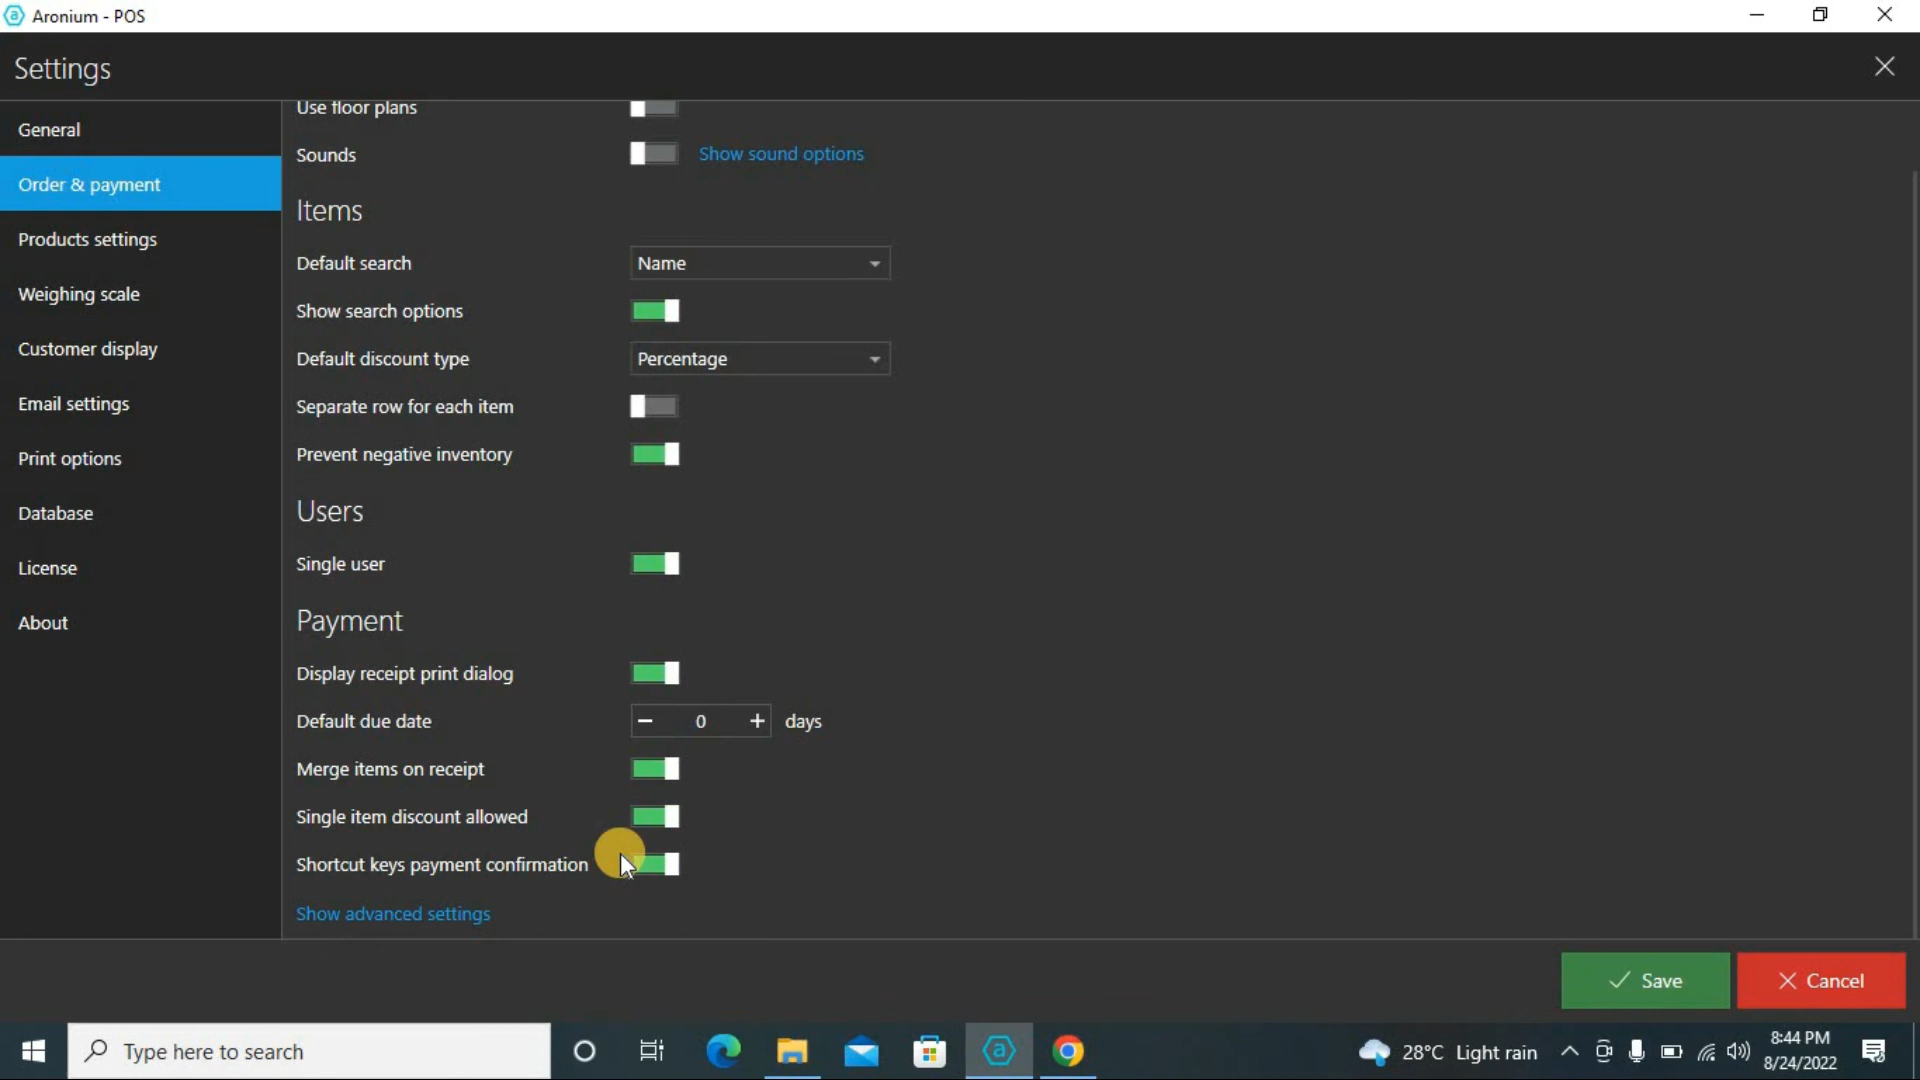 Aronium - POS
Settings
General
Order & payment
Products settings
Weighing scale
Customer display
Email settings
Print options
Database
License
About
Use floor plans
Sounds Show sound options
Items
Default search Name
Show search options
Default discount type Percentage
Separate row for each item
Prevent negative inventory
Users
Single user
Payment
Display receipt print dialog
Default due date − 0 + days
Merge items on receipt
Single item discount allowed
Shortcut keys payment confirmation
Show advanced settings
Save Cancel
Type here to search
28°C Light rain
8:44 PM
8/24/2022